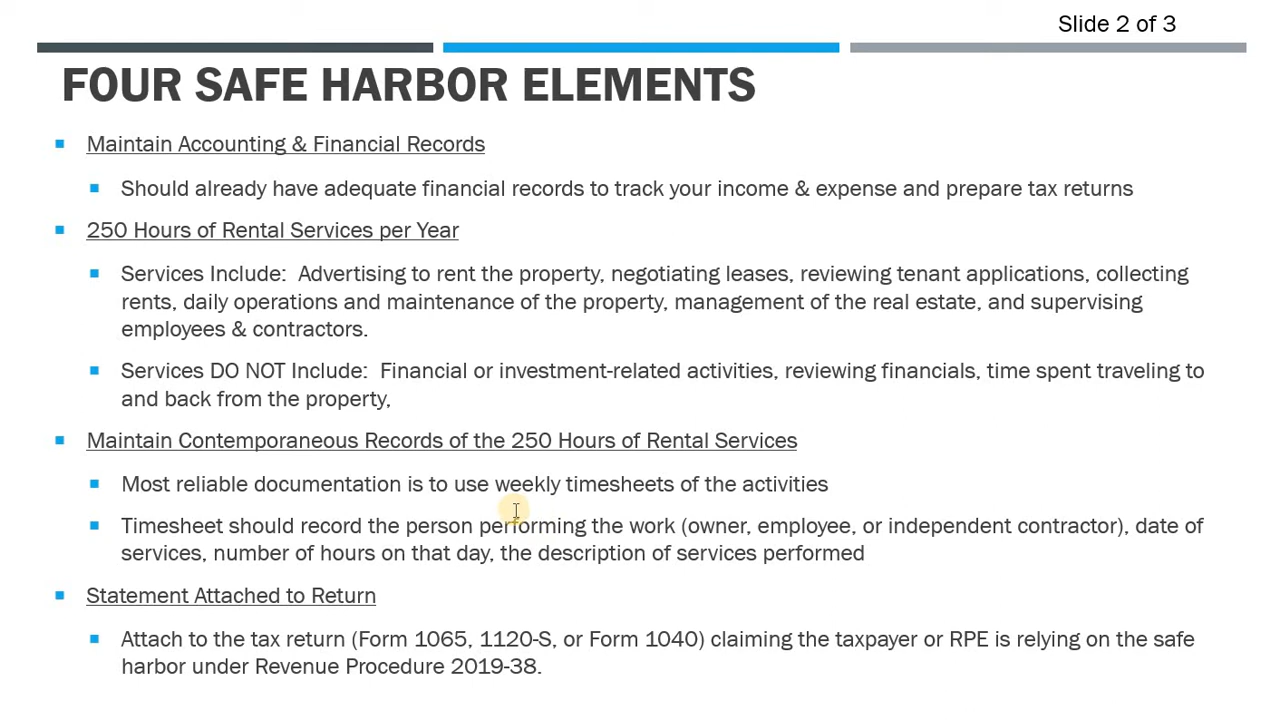 Slide 2 of 3
FOUR SAFE HARBOR ELEMENTS
Maintain Accounting & Financial Records
Should already have adequate financial records to track your income & expense and prepare tax returns
250 Hours of Rental Services per Year
Services Include:  Advertising to rent the property, negotiating leases, reviewing tenant applications, collecting
rents, daily operations and maintenance of the property, management of the real estate, and supervising
employees & contractors.
Services DO NOT Include:  Financial or investment-related activities, reviewing financials, time spent traveling to
and back from the property,
Maintain Contemporaneous Records of the 250 Hours of Rental Services
Most reliable documentation is to use weekly timesheets of the activities
Timesheet should record the person performing the work (owner, employee, or independent contractor), date of
services, number of hours on that day, the description of services performed
Statement Attached to Return
Attach to the tax return (Form 1065, 1120-S, or Form 1040) claiming the taxpayer or RPE is relying on the safe
harbor under Revenue Procedure 2019-38.